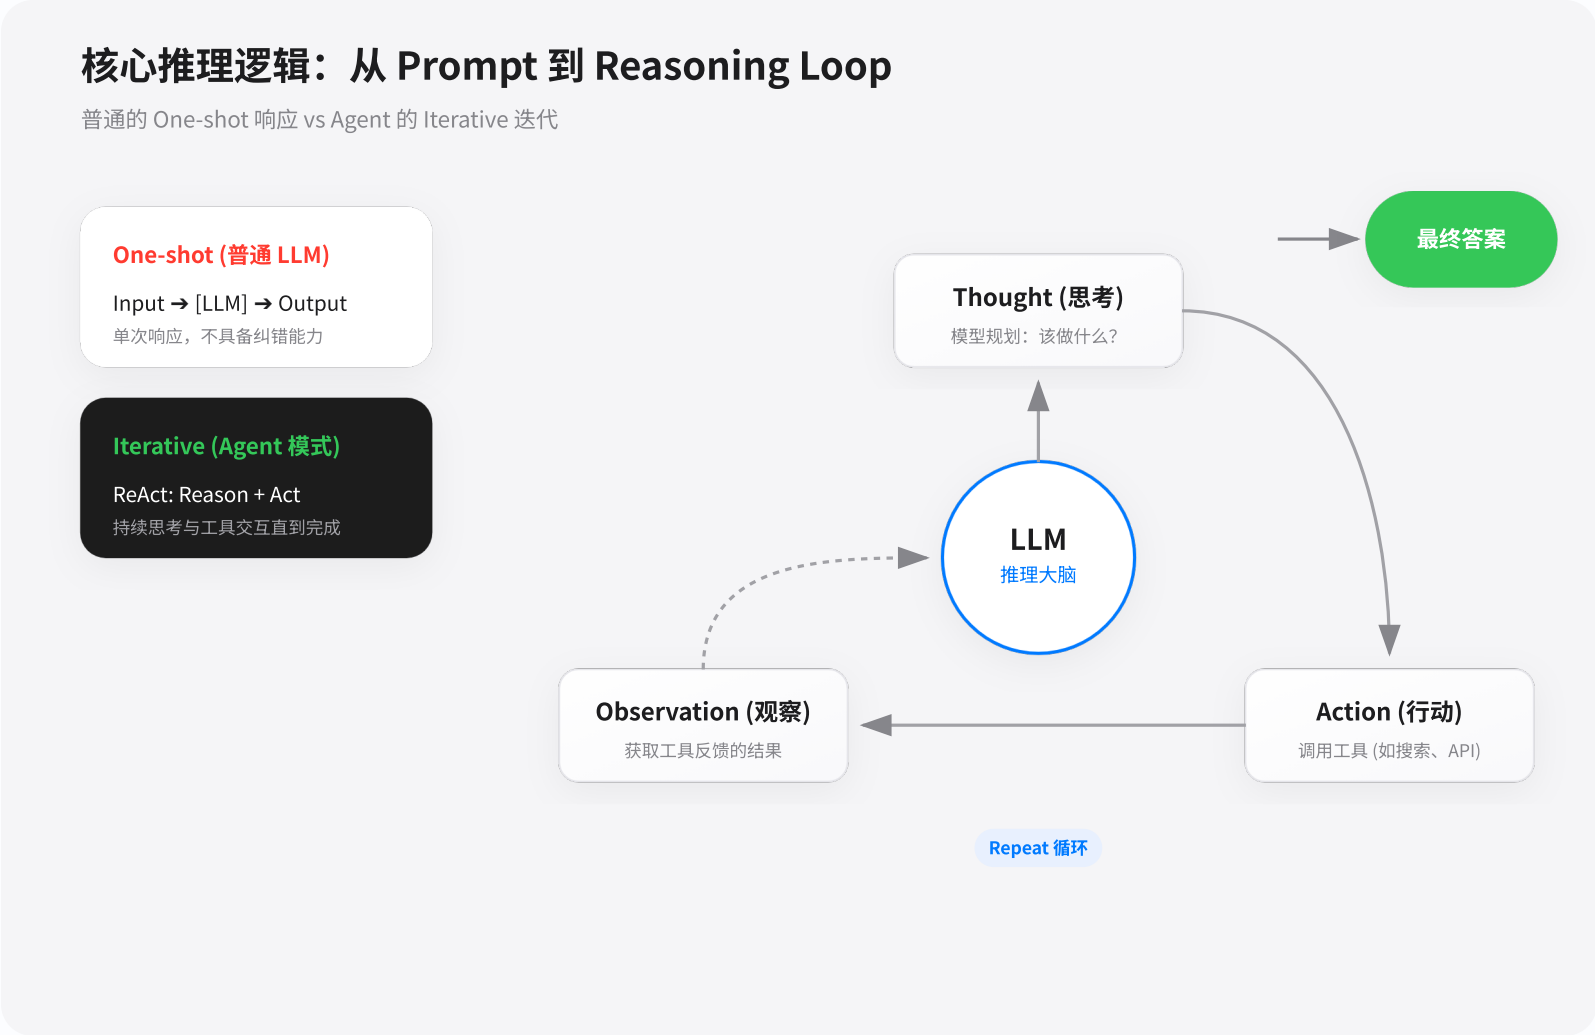 核心推理逻辑：从 Prompt 到 Reasoning Loop
普通的 One-shot 响应 vs Agent 的 Iterative 迭代
One-shot (普通 LLM)
Input ➔ [LLM] ➔ Output
单次响应，不具备纠错能力
Iterative (Agent 模式)
ReAct: Reason + Act
持续思考与工具交互直到完成
最终答案
Thought (思考)
模型规划：该做什么？
LLM
推理大脑
Observation (观察)
获取工具反馈的结果
Action (行动)
调用工具 (如搜索、API)
Repeat 循环